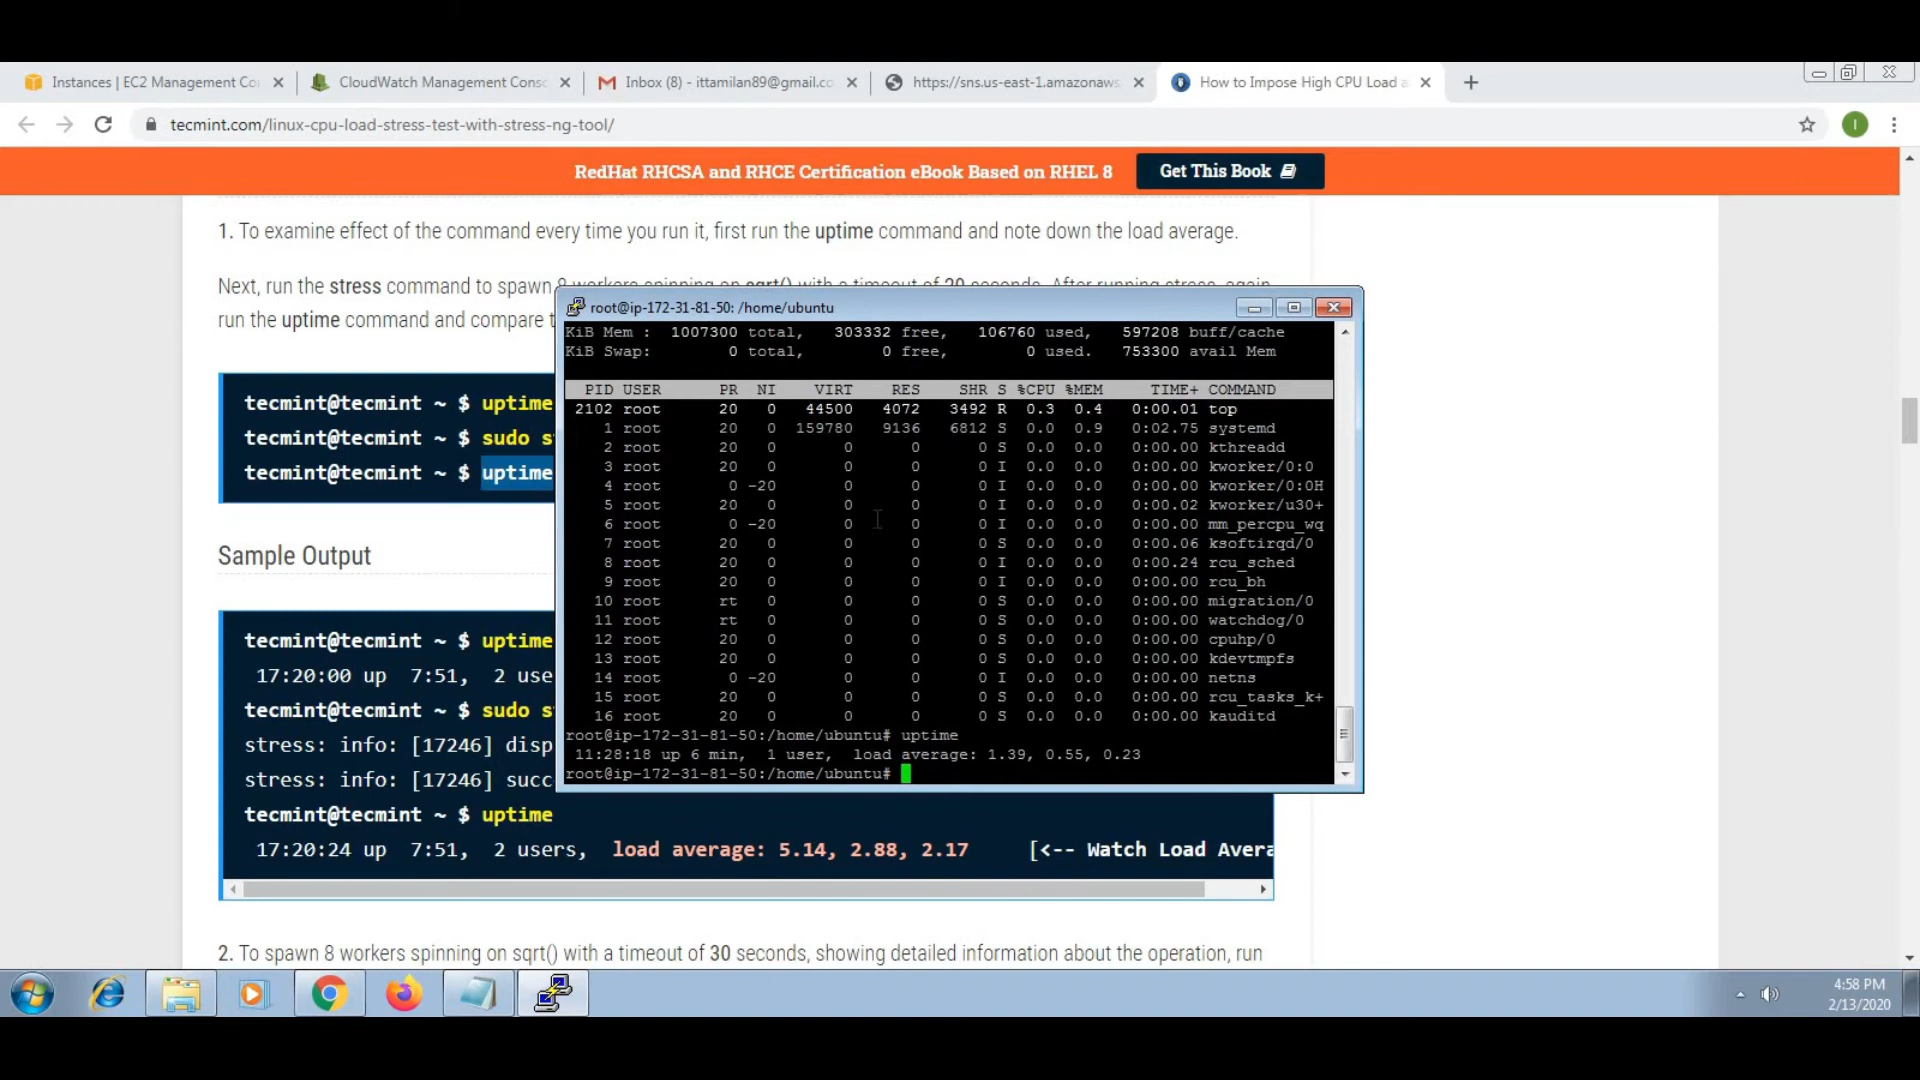 Instances | EC2 Management Co
CloudWatch Management Conso
Inbox (8) - ittamilan89@gmail.co
https://sns.us-east-1.amazonaws
How to Impose High CPU Load a
tecmint.com/linux-cpu-load-stress-test-with-stress-ng-tool/
I
RedHat RHCSA and RHCE Certification eBook Based on RHEL 8
Get This Book
1. To examine effect of the command every time you run it, first run the uptime command and note down the load average.
Next, run the stress command to spawn 8 workers spinning on sqrt() with a timeout of 20 seconds. After running stress, again
run the uptime command and compare t
tecmint@tecmint ~ $ uptime
tecmint@tecmint ~ $ sudo s
tecmint@tecmint ~ $ uptime
Sample Output
tecmint@tecmint ~ $ uptime
17:20:00 up 7:51, 2 use
tecmint@tecmint ~ $ sudo s
stress: info: [17246] disp
stress: info: [17246] succ
tecmint@tecmint ~ $ uptime
17:20:24 up 7:51, 2 users, load average: 5.14, 2.88, 2.17 [<-- Watch Load Avera
2. To spawn 8 workers spinning on sqrt() with a timeout of 30 seconds, showing detailed information about the operation, run
root@ip-172-31-81-50: /home/ubuntu
KiB Mem : 1007300 total, 303332 free, 106760 used, 597208 buff/cache
KiB Swap: 0 total, 0 free, 0 used. 753300 avail Mem
PID USER PR NI VIRT RES SHR S %CPU %MEM TIME+ COMMAND
2102 root 20 0 44500 4072 3492 R 0.3 0.4 0:00.01 top
1 root 20 0 159780 9136 6812 S 0.0 0.9 0:02.75 systemd
2 root 20 0 0 0 0 S 0.0 0.0 0:00.00 kthreadd
3 root 20 0 0 0 0 I 0.0 0.0 0:00.00 kworker/0:0
4 root 0 -20 0 0 0 I 0.0 0.0 0:00.00 kworker/0:0H
5 root 20 0 0 0 0 I 0.0 0.0 0:00.02 kworker/u30+
6 root 0 -20 0 0 0 I 0.0 0.0 0:00.00 mm_percpu_wq
7 root 20 0 0 0 0 S 0.0 0.0 0:00.06 ksoftirqd/0
8 root 20 0 0 0 0 I 0.0 0.0 0:00.24 rcu_sched
9 root 20 0 0 0 0 I 0.0 0.0 0:00.00 rcu_bh
10 root rt 0 0 0 0 S 0.0 0.0 0:00.00 migration/0
11 root rt 0 0 0 0 S 0.0 0.0 0:00.00 watchdog/0
12 root 20 0 0 0 0 S 0.0 0.0 0:00.00 cpuhp/0
13 root 20 0 0 0 0 S 0.0 0.0 0:00.00 kdevtmpfs
14 root 0 -20 0 0 0 I 0.0 0.0 0:00.00 netns
15 root 20 0 0 0 0 S 0.0 0.0 0:00.00 rcu_tasks_k+
16 root 20 0 0 0 0 S 0.0 0.0 0:00.00 kauditd
root@ip-172-31-81-50:/home/ubuntu# uptime
11:28:18 up 6 min, 1 user, load average: 1.39, 0.55, 0.23
root@ip-172-31-81-50:/home/ubuntu#
4:58 PM
2/13/2020